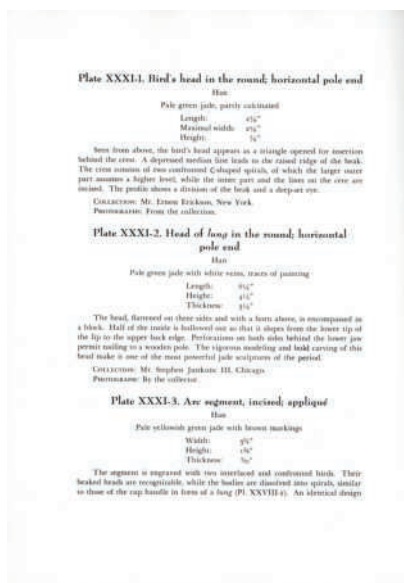 Plate XXXI-1. Bird's head in the round; horizontal pole end
Han
Pale green jade, partly calcinated
Length:
Maximal width:
Height:
Seen from above, the bird's head appears as a triangle opened for insertion
behind the crest. A depressed median line leads to the raised ridge of the beak.
The crest consists of two confronted C-shaped spirals, of which the larger outer
part assumes a higher level, while the inner part and the lines on the cere are
incised. The profile shows a division of the beak and a deep-set eye.
COLLECTION: Mr. Ernest Erickson, New York.
PHOTOGRAPH: From the collection.
Plate XXXI-2. Head of lung in the round; horizontal
pole end
Han
Pale green jade with white veins, traces of painting
Length:
Height:
Thickness:
The head, flattened on three sides and with a horn above, is encompassed in
a block. Half of the inside is hollowed out so that it slopes from the lower tip of
the lip to the upper back edge. Perforations on both sides behind the lower jaw
permit nailing to a wooden pole. The vigorous modeling and bold carving of this
head make it one of the most powerful jade sculptures of the period.
COLLECTION: Mr. Stephen Junkunc III, Chicago
PHOTOGRAPH: By the collector.
Plate XXXI-3. Arc segment, incised; appliqué
Han
Pale yellowish green jade with brown markings
Width:
Height:
Thickness:
The segment is engraved with two interlaced and confronted birds. Their
beaked heads are recognizable, while the bodies are dissolved into spirals, similar
to those of the cap handle in form of a lung (Pl. XXVIII-1). An identical design